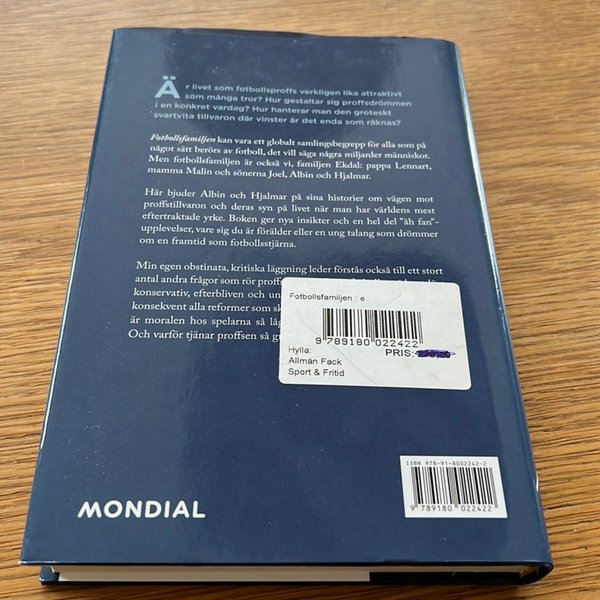 Är livet som fotbollsproffs verkligen lika attraktivt
som många tror? Hur gestaltar sig proffsdrömmen
i en konkret vardag? Hur hanterar man den groteskt
svartvita tillvaron där vinster är det enda som räknas?
Fotbollsfamiljen kan vara ett globalt samlingsbegrepp för alla som på
något sätt berörs av fotboll, det vill säga några miljarder människor.
Men fotbollsfamiljen är också vi, familjen Ekdal: pappa Lennart,
mamma Malin och sönerna Joel, Albin och Hjalmar.
Här bjuder Albin och Hjalmar på sina historier om vägen mot
proffstillvaron och deras syn på livet när man har världens mest
eftertraktade yrke. Boken ger nya insikter och en hel del "åh fan"-
upplevelser, vare sig du är förälder eller en ung talang som drömmer
om en framtid som fotbollsstjärna.
Min egen obstinata, kritiska läggning leder förstås också till ett stort
antal andra frågor som rör
konservativ, efterbliven och
konsekvent alla reformer som
är moralen hos spelarna så
Och varför tjänar proffsen så
Fotbollsfamiljen : e
9 789180 022422
Hylla: PRIS:
Allmän Fack
Sport & Fritid
ISBN 978-91-8002242-2
9 789180 022422
MONDIAL